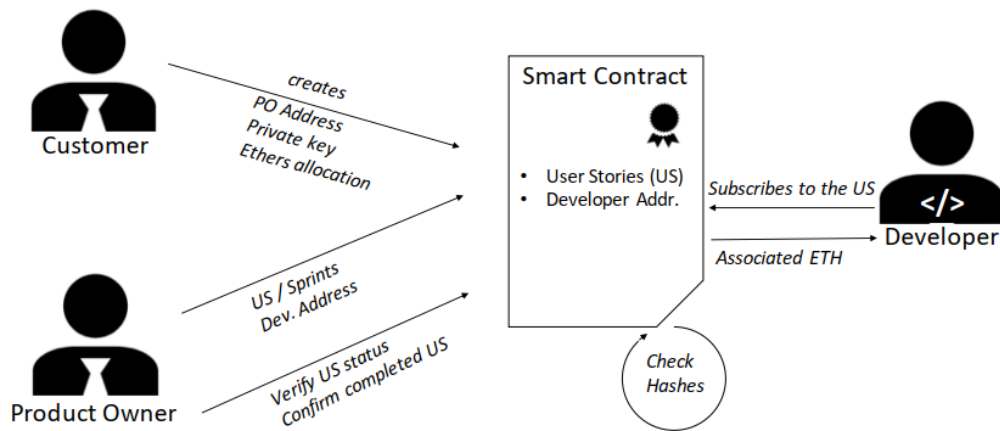 Customer
creates
PO Address
Private key
Ethers allocation
Smart Contract
• User Stories (US)
• Developer Addr.
Subscribes to the US
</>
Developer
Associated ETH
US / Sprints
Dev. Address
Verify US status
Confirm completed US
Product Owner
Check
Hashes